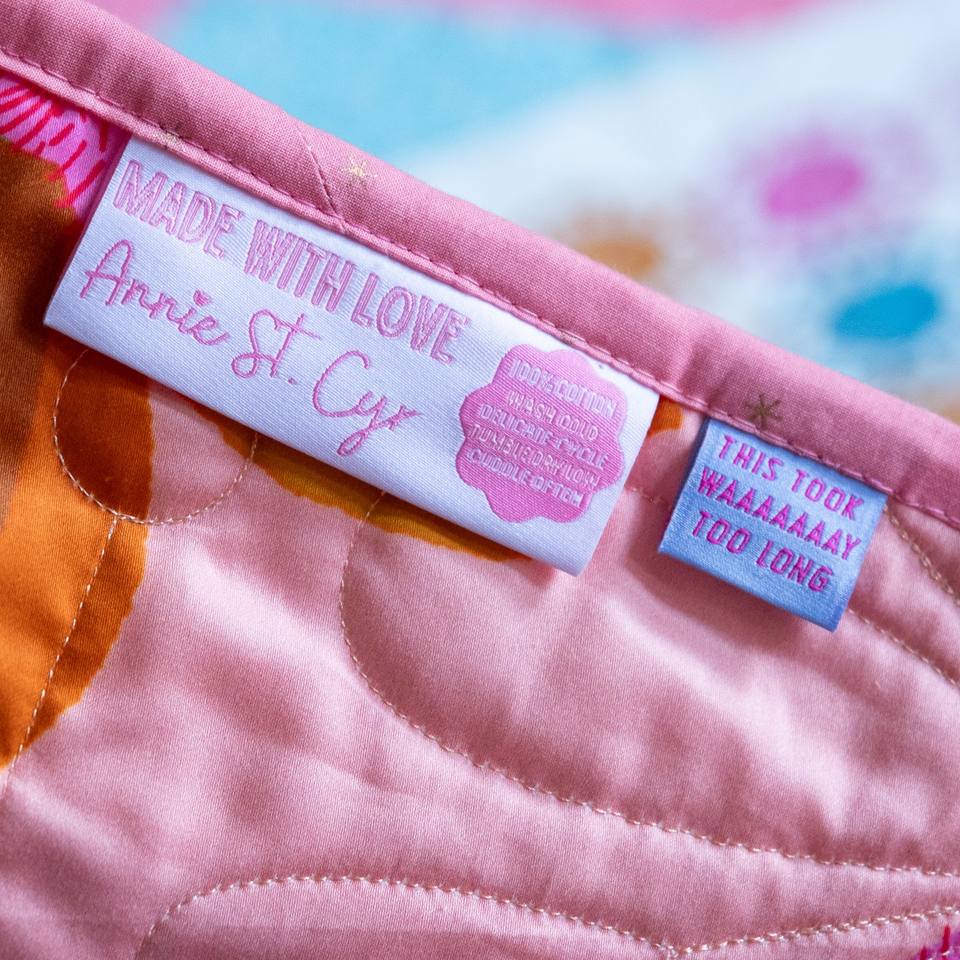 MADE WITH LOVE
Annie St. Cyr
100% COTTON
WASH COLD
DELICATE CYCLE
TUMBLE DRY LOW
CUDDLE OFTEN
THIS TOOK
WAAAAAAAY
TOO LONG